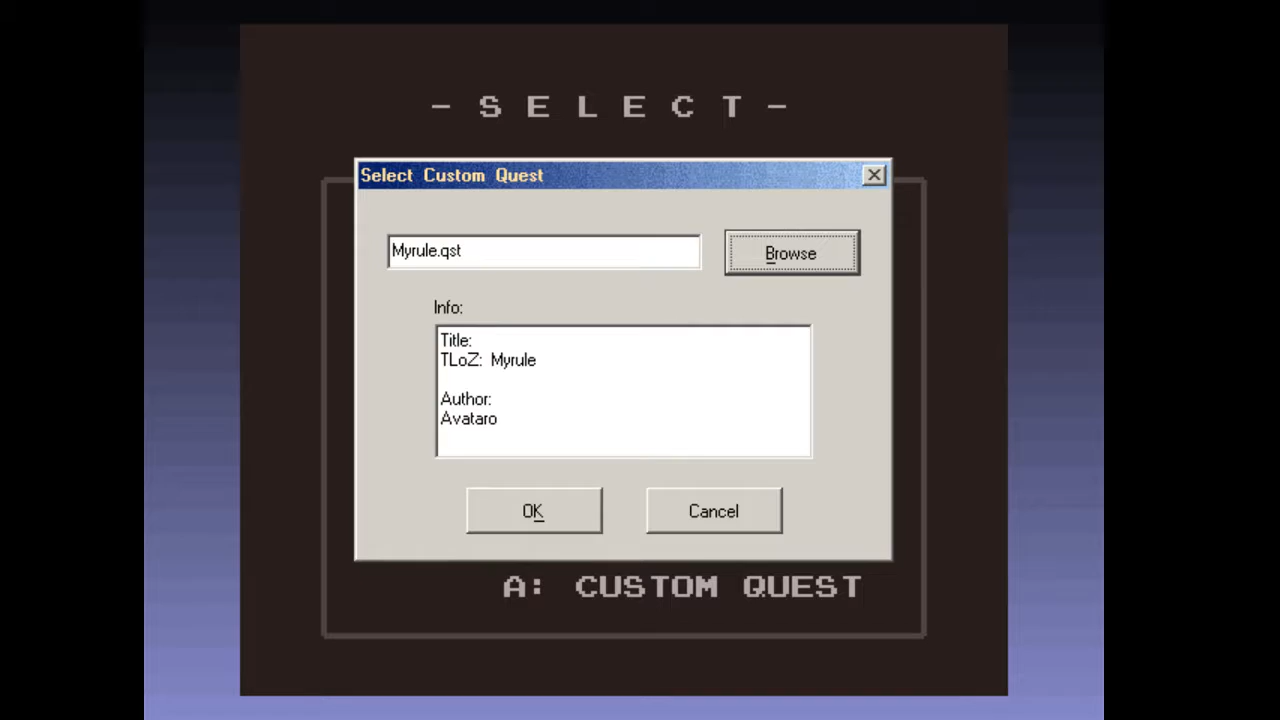 - S E L E C T -
Select Custom Quest
Myrule.qst
Browse
Info:
Title:
TLoZ: Myrule
Author:
Avataro
OK
Cancel
A: CUSTOM QUEST